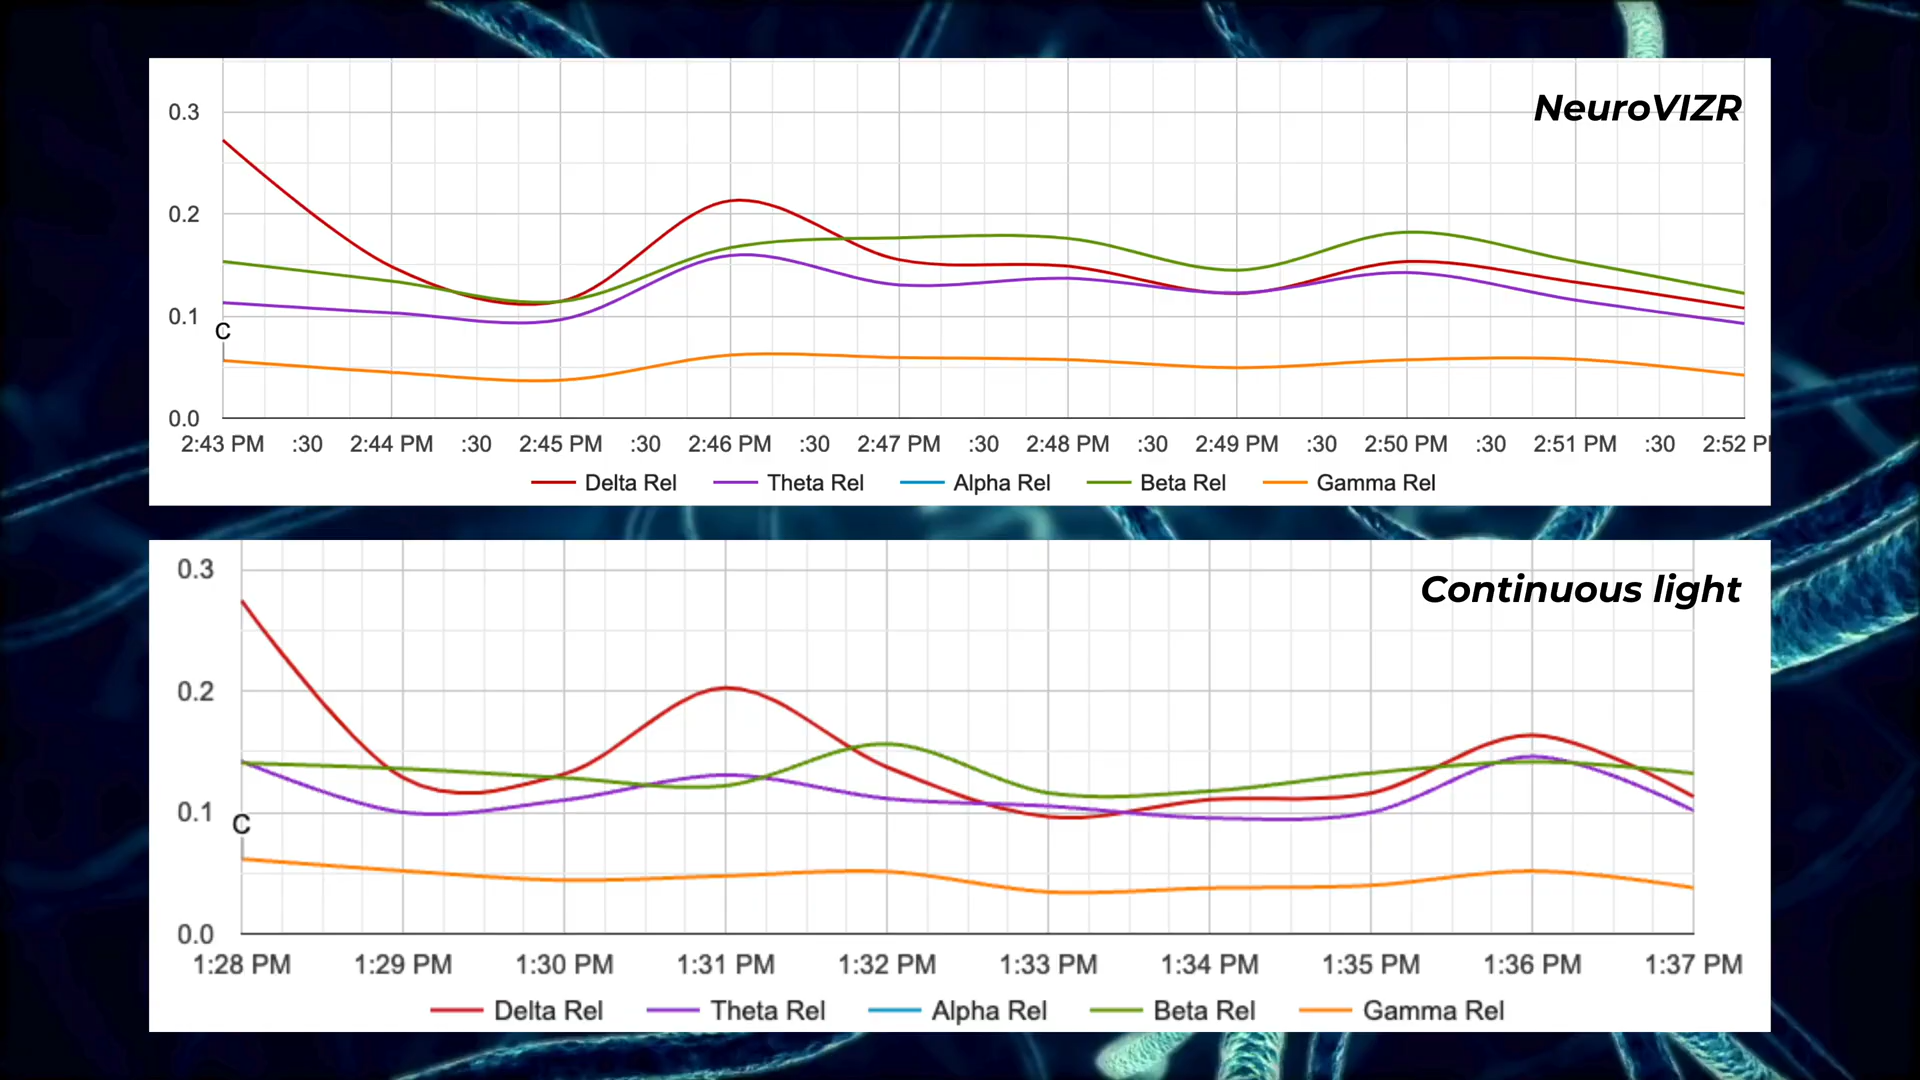 NeuroVIZR
0.3
0.2
0.1
C
0.0
2:43 PM :30 2:44 PM :30 2:45 PM :30 2:46 PM :30 2:47 PM :30 2:48 PM :30 2:49 PM :30 2:50 PM :30 2:51 PM :30 2:52 P
Delta Rel Theta Rel Alpha Rel Beta Rel Gamma Rel
0.3
Continuous light
0.2
0.1
C
0.0
1:28 PM 1:29 PM 1:30 PM 1:31 PM 1:32 PM 1:33 PM 1:34 PM 1:35 PM 1:36 PM 1:37 PM
Delta Rel Theta Rel Alpha Rel Beta Rel Gamma Rel